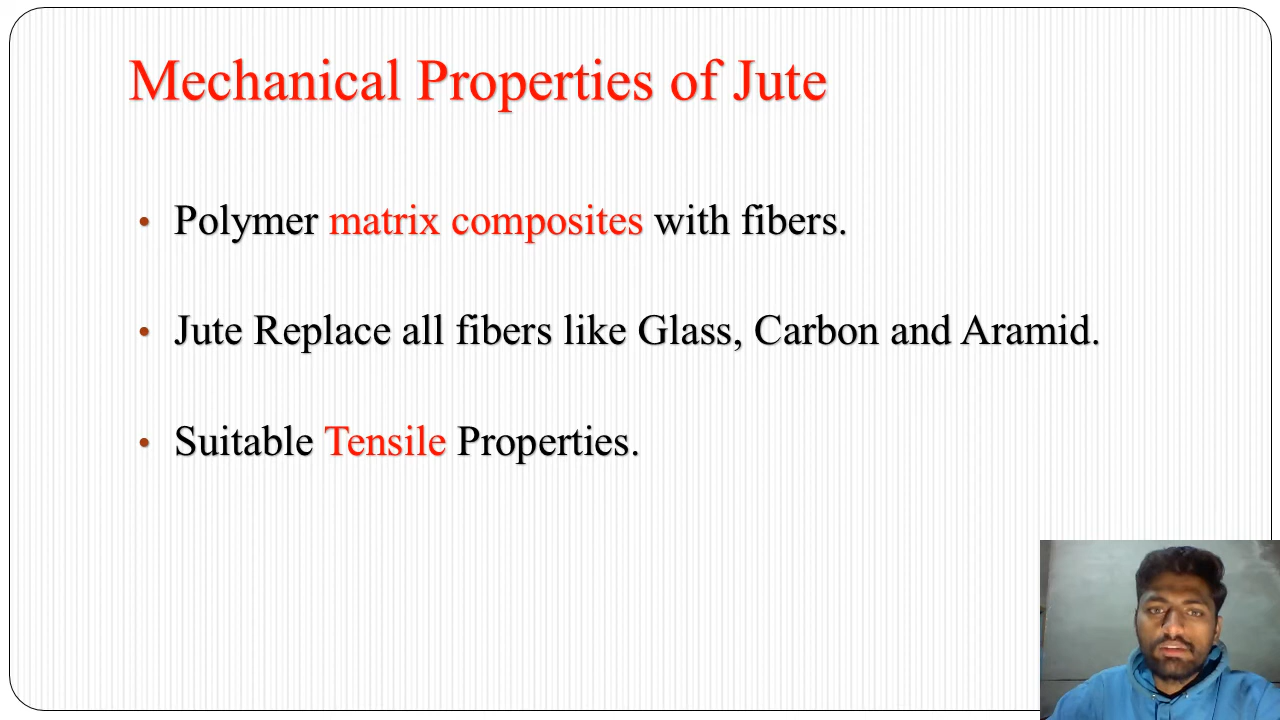 Mechanical Properties of Jute
• Polymer matrix composites with fibers.
• Jute Replace all fibers like Glass, Carbon and Aramid.
• Suitable Tensile Properties.